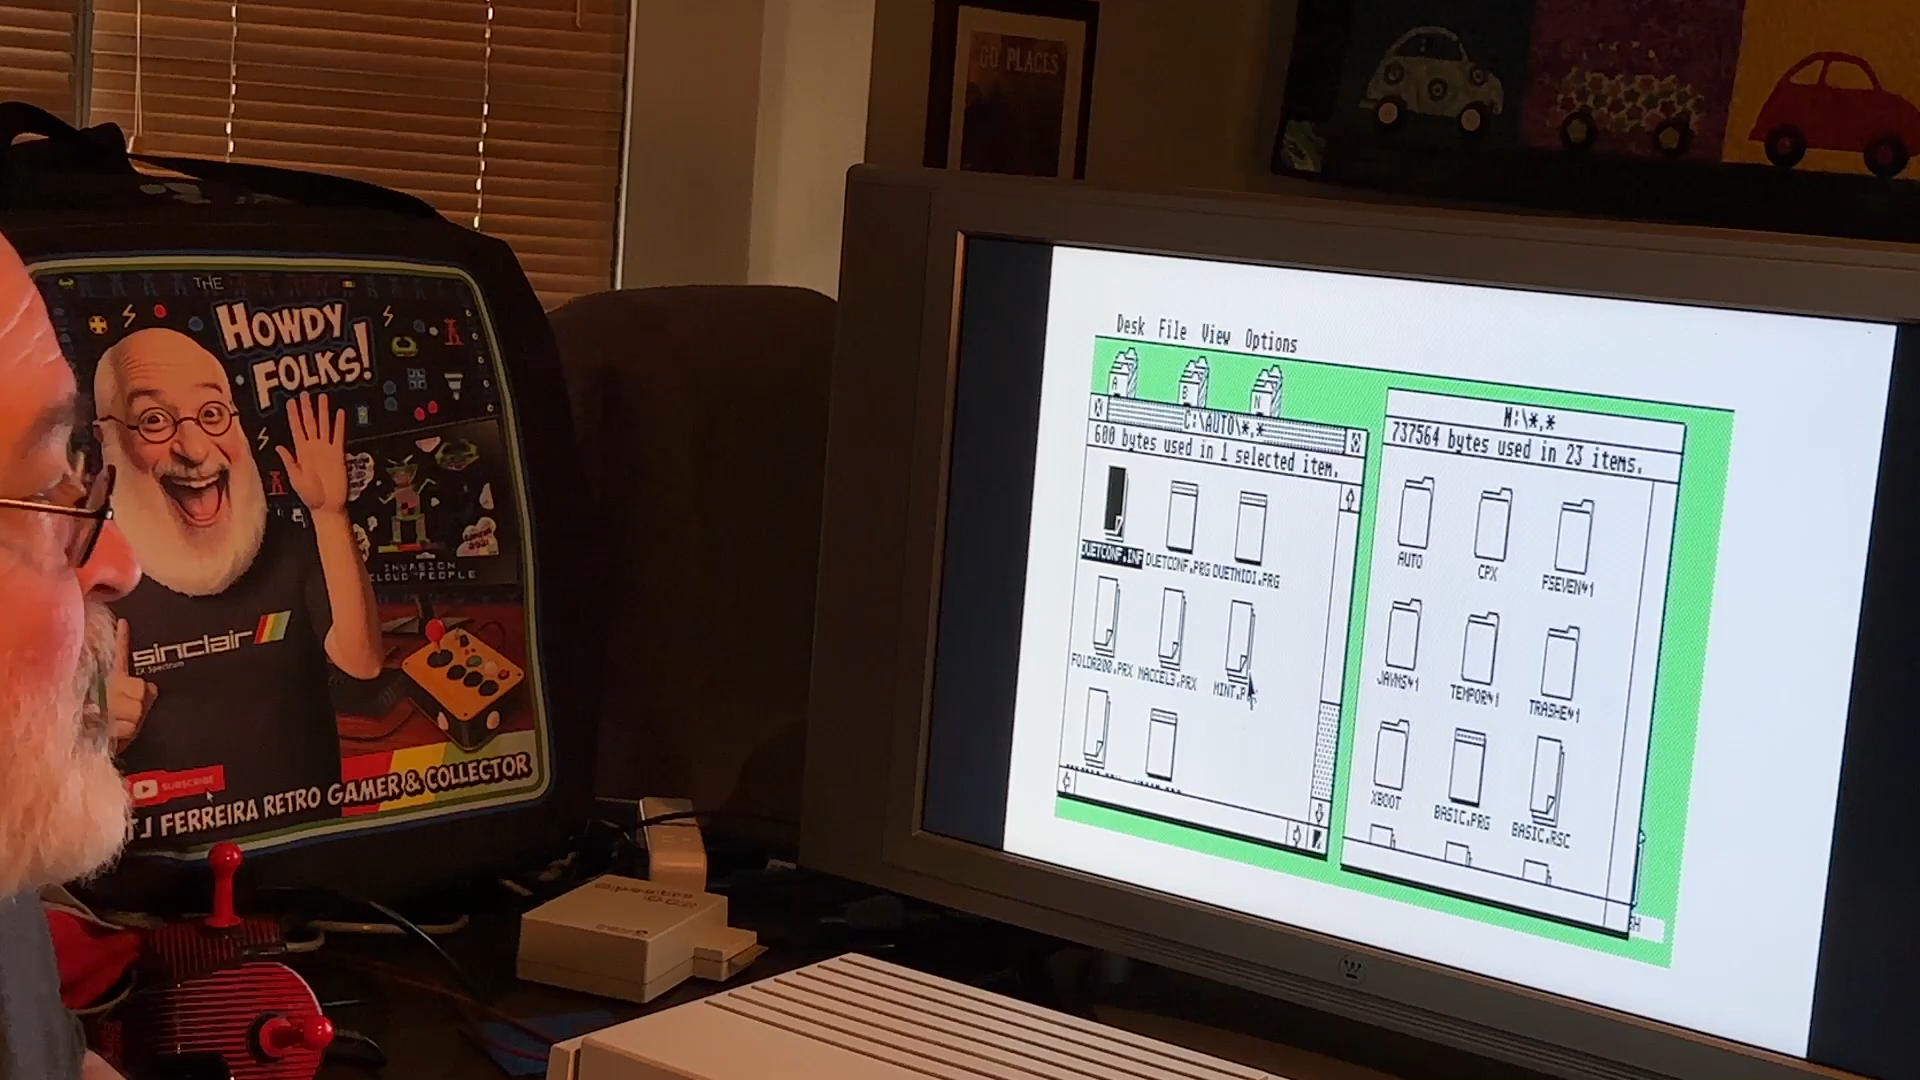 GO PLACES
THE
HOWDY
FOLKS!
INVASION
CLOUD PEOPLE
sinclair
ZX Spectrum
SUBSCRIBE
TJ FERREIRA RETRO GAMER & COLLECTOR
Desk File View Options
A B N
C:\AUTO\*.*
600 bytes used in 1 selected item.
DUETCONF.INF DUETCONF.PRG DUETMIDI.PRG
FOLDR200.PRX MACCEL3.PRX
M:\*.*
737564 bytes used in 23 items.
AUTO CPX FSEVEN~1
JAVMS~1 TEMPOR~1 TRASHE~1
XBOOT BASIC.PRG BASIC.RSC